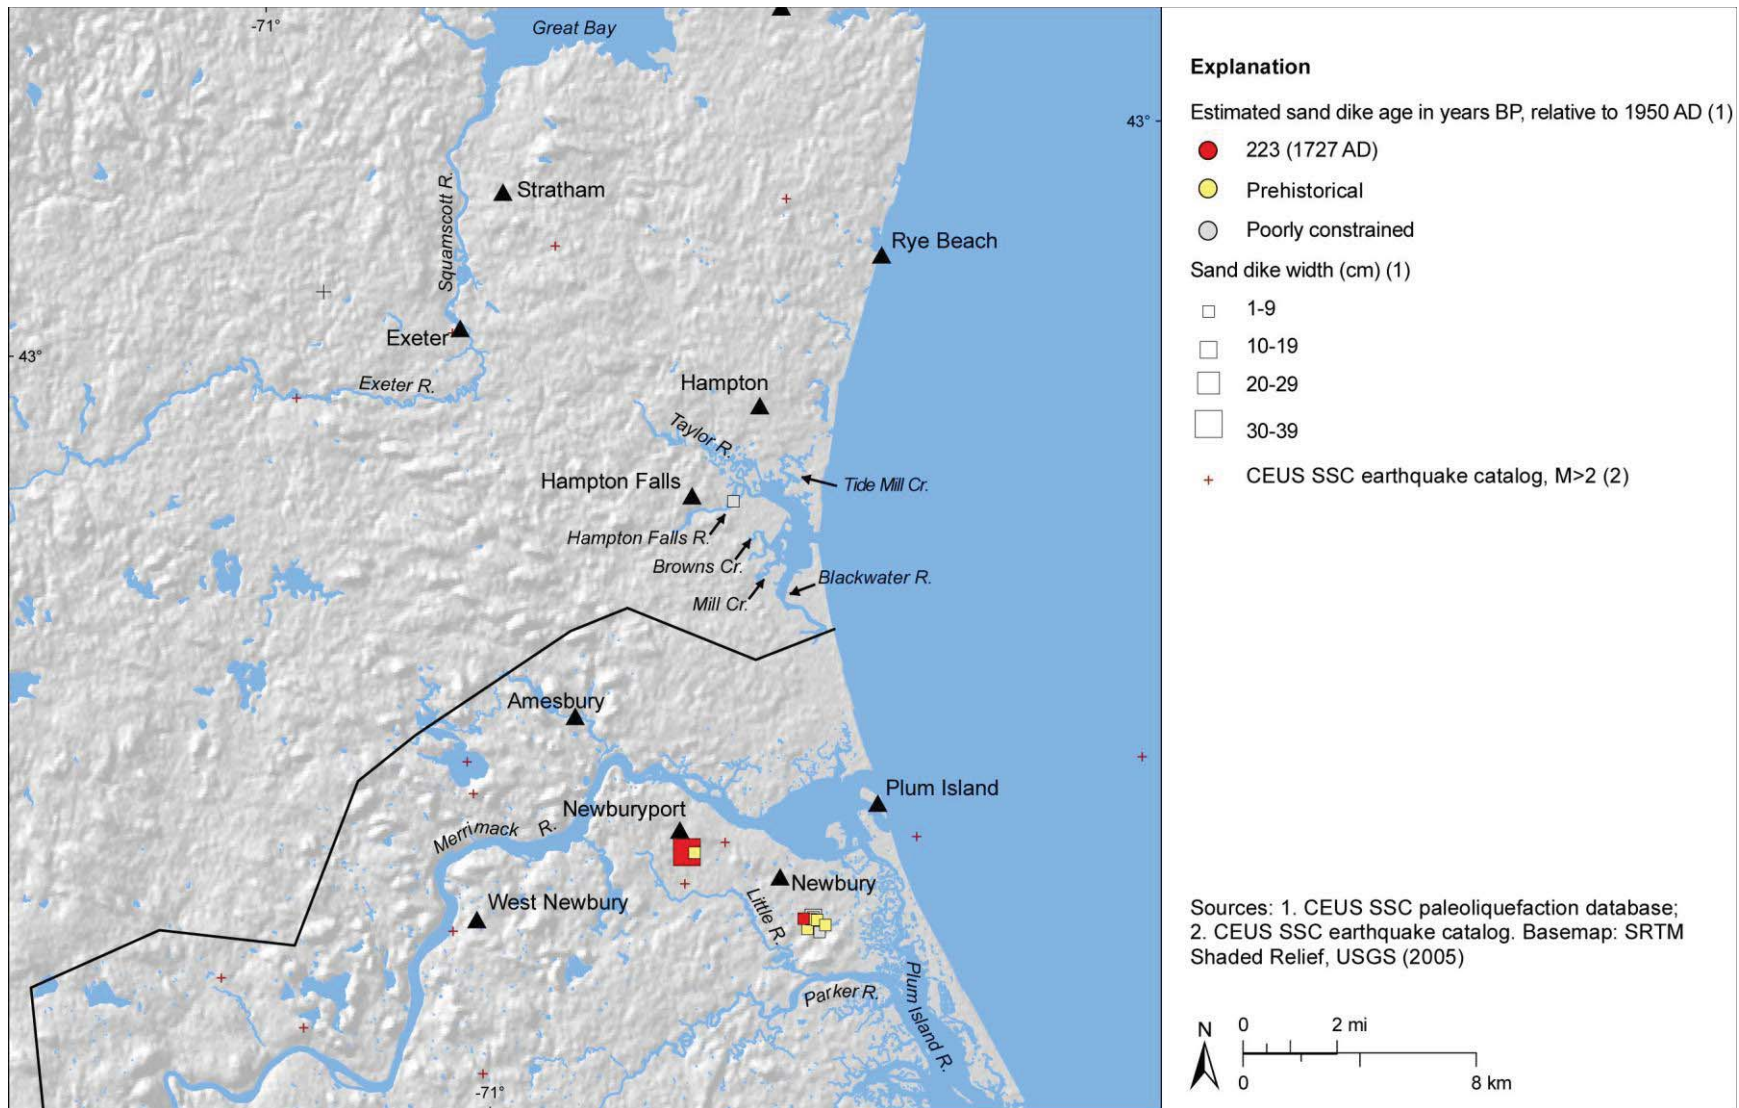 -71°
Great Bay
43°
Squamscott R.
Stratham
Rye Beach
Exeter
43°
Exeter R.
Hampton
Taylor R.
Hampton Falls
Tide Mill Cr.
Hampton Falls R.
Browns Cr.
Blackwater R.
Mill Cr.
Amesbury
Plum Island
Newburyport
Merrimack R.
Newbury
West Newbury
Little R.
Parker R.
Plum Island R.
-71°
Explanation
Estimated sand dike age in years BP, relative to 1950 AD (1)
223 (1727 AD)
Prehistorical
Poorly constrained
Sand dike width (cm) (1)
1-9
10-19
20-29
30-39
CEUS SSC earthquake catalog, M>2 (2)
Sources: 1. CEUS SSC paleoliquefaction database;
2. CEUS SSC earthquake catalog. Basemap: SRTM
Shaded Relief, USGS (2005)
N
0 2 mi
0 8 km